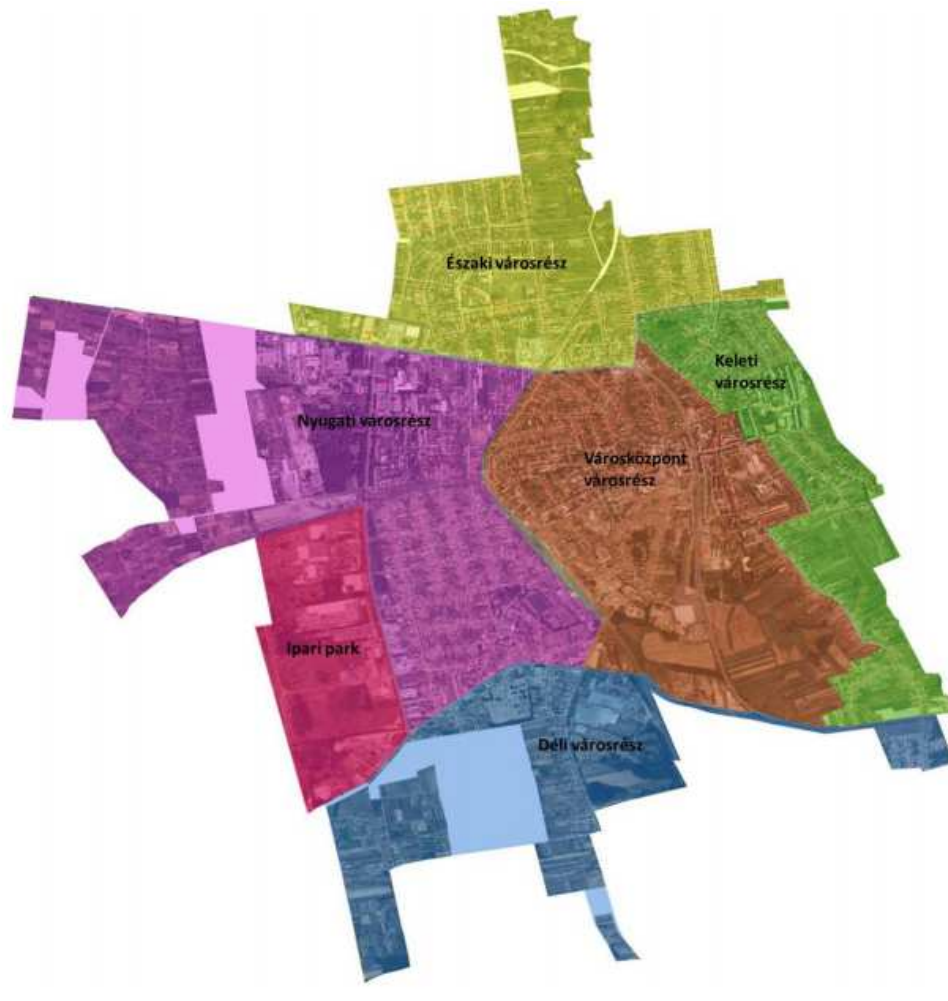 Északi városrész
Keleti
városrész
Nyugati városrész
Városközpont
városrész
Ipari park
Déli városrész